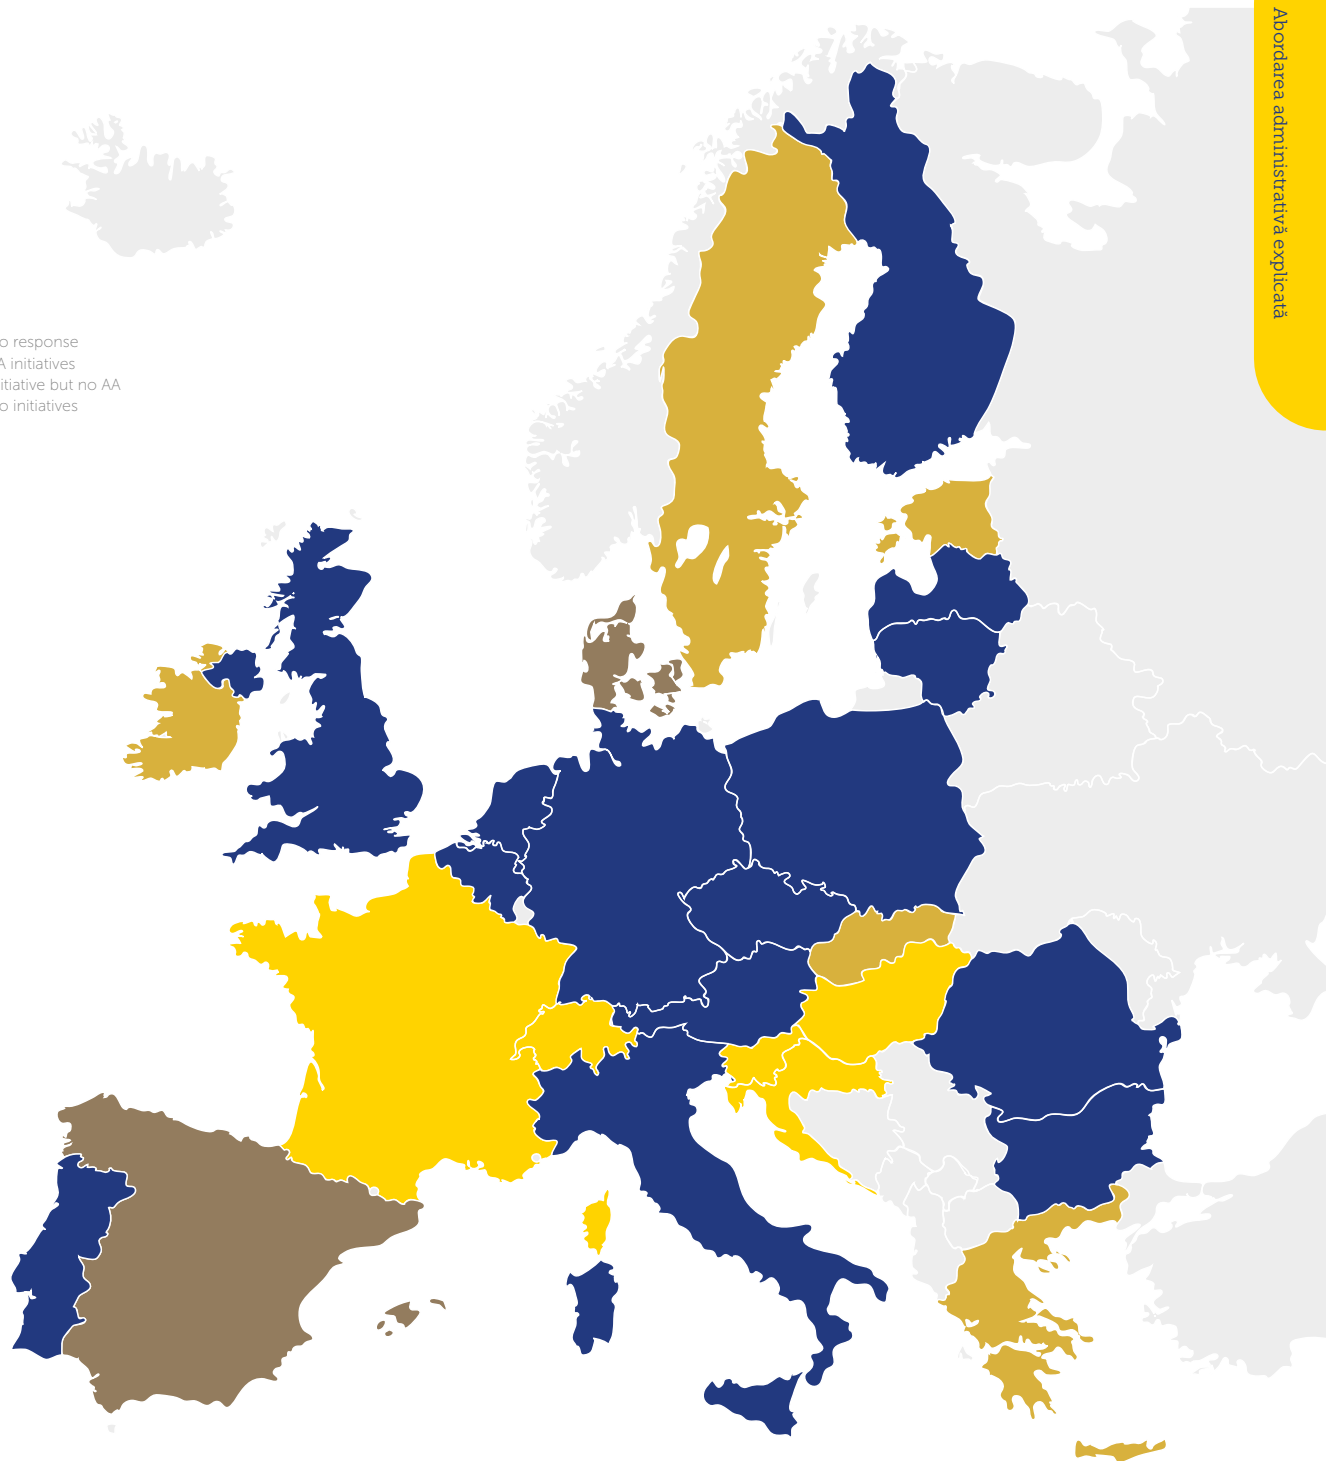 Abordarea administrativă explicată
o response
A initiatives
itiative but no AA
o initiatives